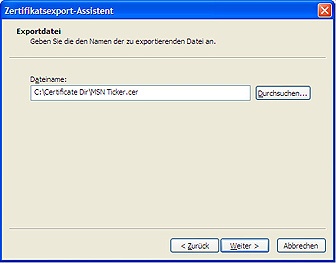 Zertifikatsexport-Assistent
Exportdatei
Geben Sie die den Namen der zu exportierenden Datei an.
Dateiname:
C:\Certificate Dir\MSN Ticker.cer
Durchsuchen...
< Zurück
Weiter >
Abbrechen